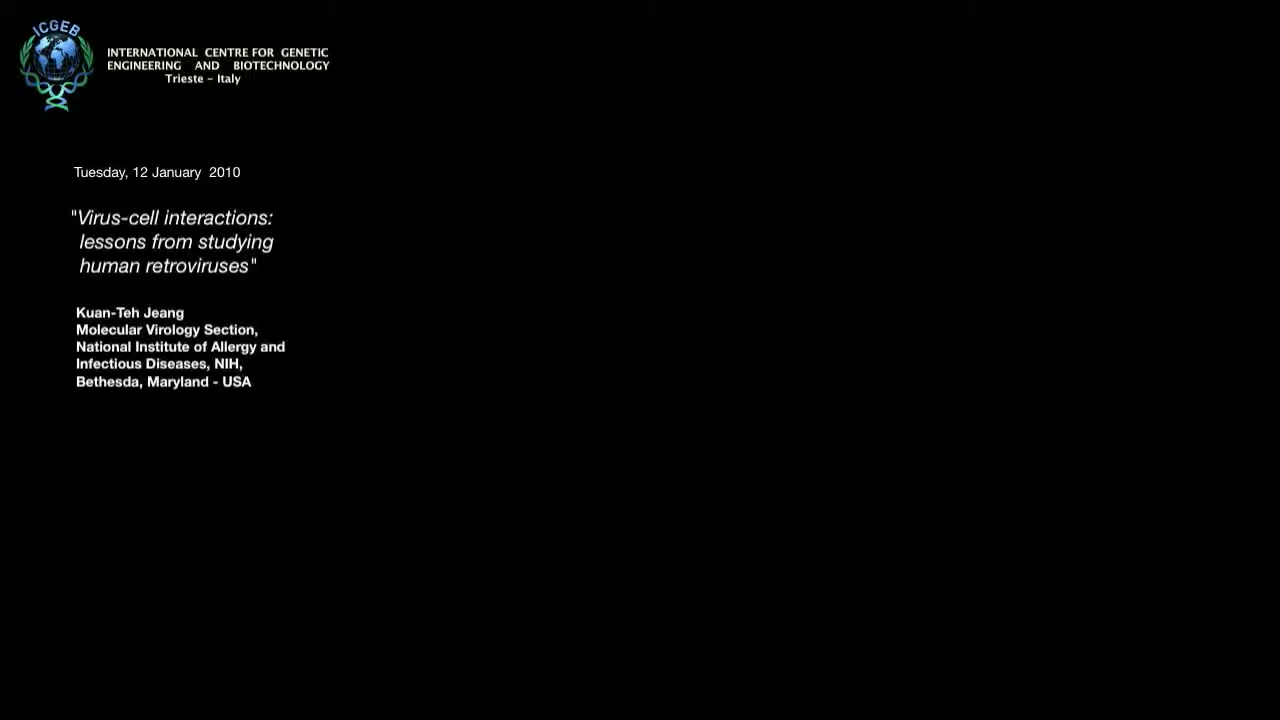 ICGEB
INTERNATIONAL CENTRE FOR GENETIC
ENGINEERING AND BIOTECHNOLOGY
Trieste – Italy
Tuesday, 12 January 2010
"Virus-cell interactions:
lessons from studying
human retroviruses"
Kuan-Teh Jeang
Molecular Virology Section,
National Institute of Allergy and
Infectious Diseases, NIH,
Bethesda, Maryland - USA